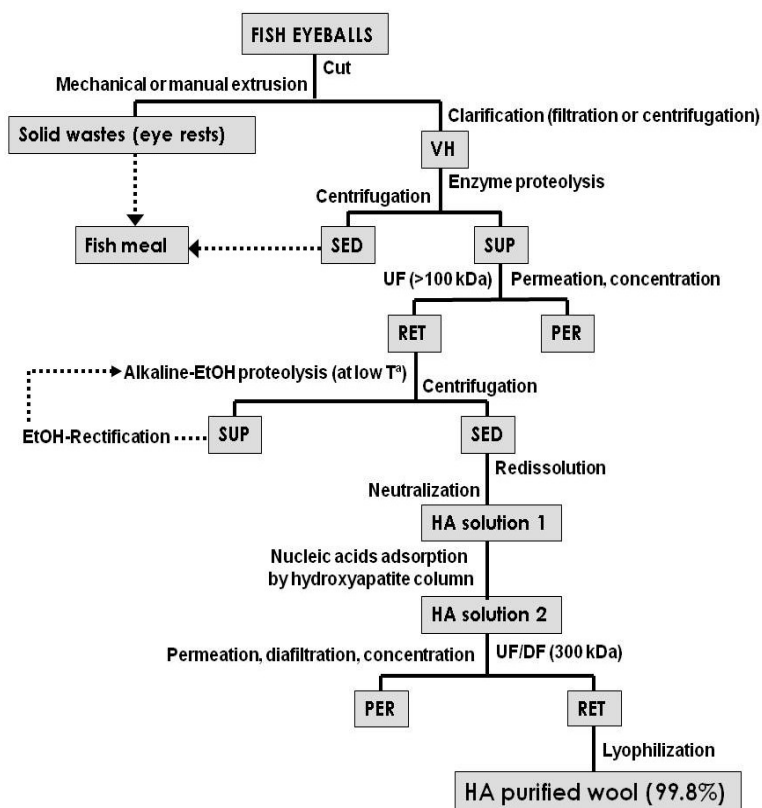 FISH EYEBALLS
Cut
Mechanical or manual extrusion
Solid wastes (eye rests)
Clarification (filtration or centrifugation)
VH
Enzyme proteolysis
Centrifugation
Fish meal
SED
SUP
UF (>100 kDa)
Permeation, concentration
RET
PER
Alkaline-EtOH proteolysis (at low Tª)
Centrifugation
EtOH-Rectification
SUP
SED
Redissolution
Neutralization
HA solution 1
Nucleic acids adsorption
by hydroxyapatite column
HA solution 2
Permeation, diafiltration, concentration
UF/DF (300 kDa)
PER
RET
Lyophilization
HA purified wool (99.8%)